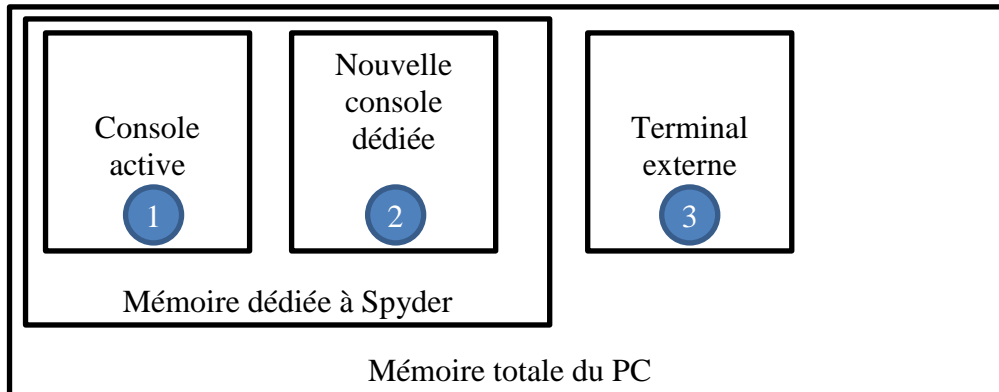 Console
active
1
Nouvelle
console
dédiée
2
Terminal
externe
3
Mémoire dédiée à Spyder
Mémoire totale du PC